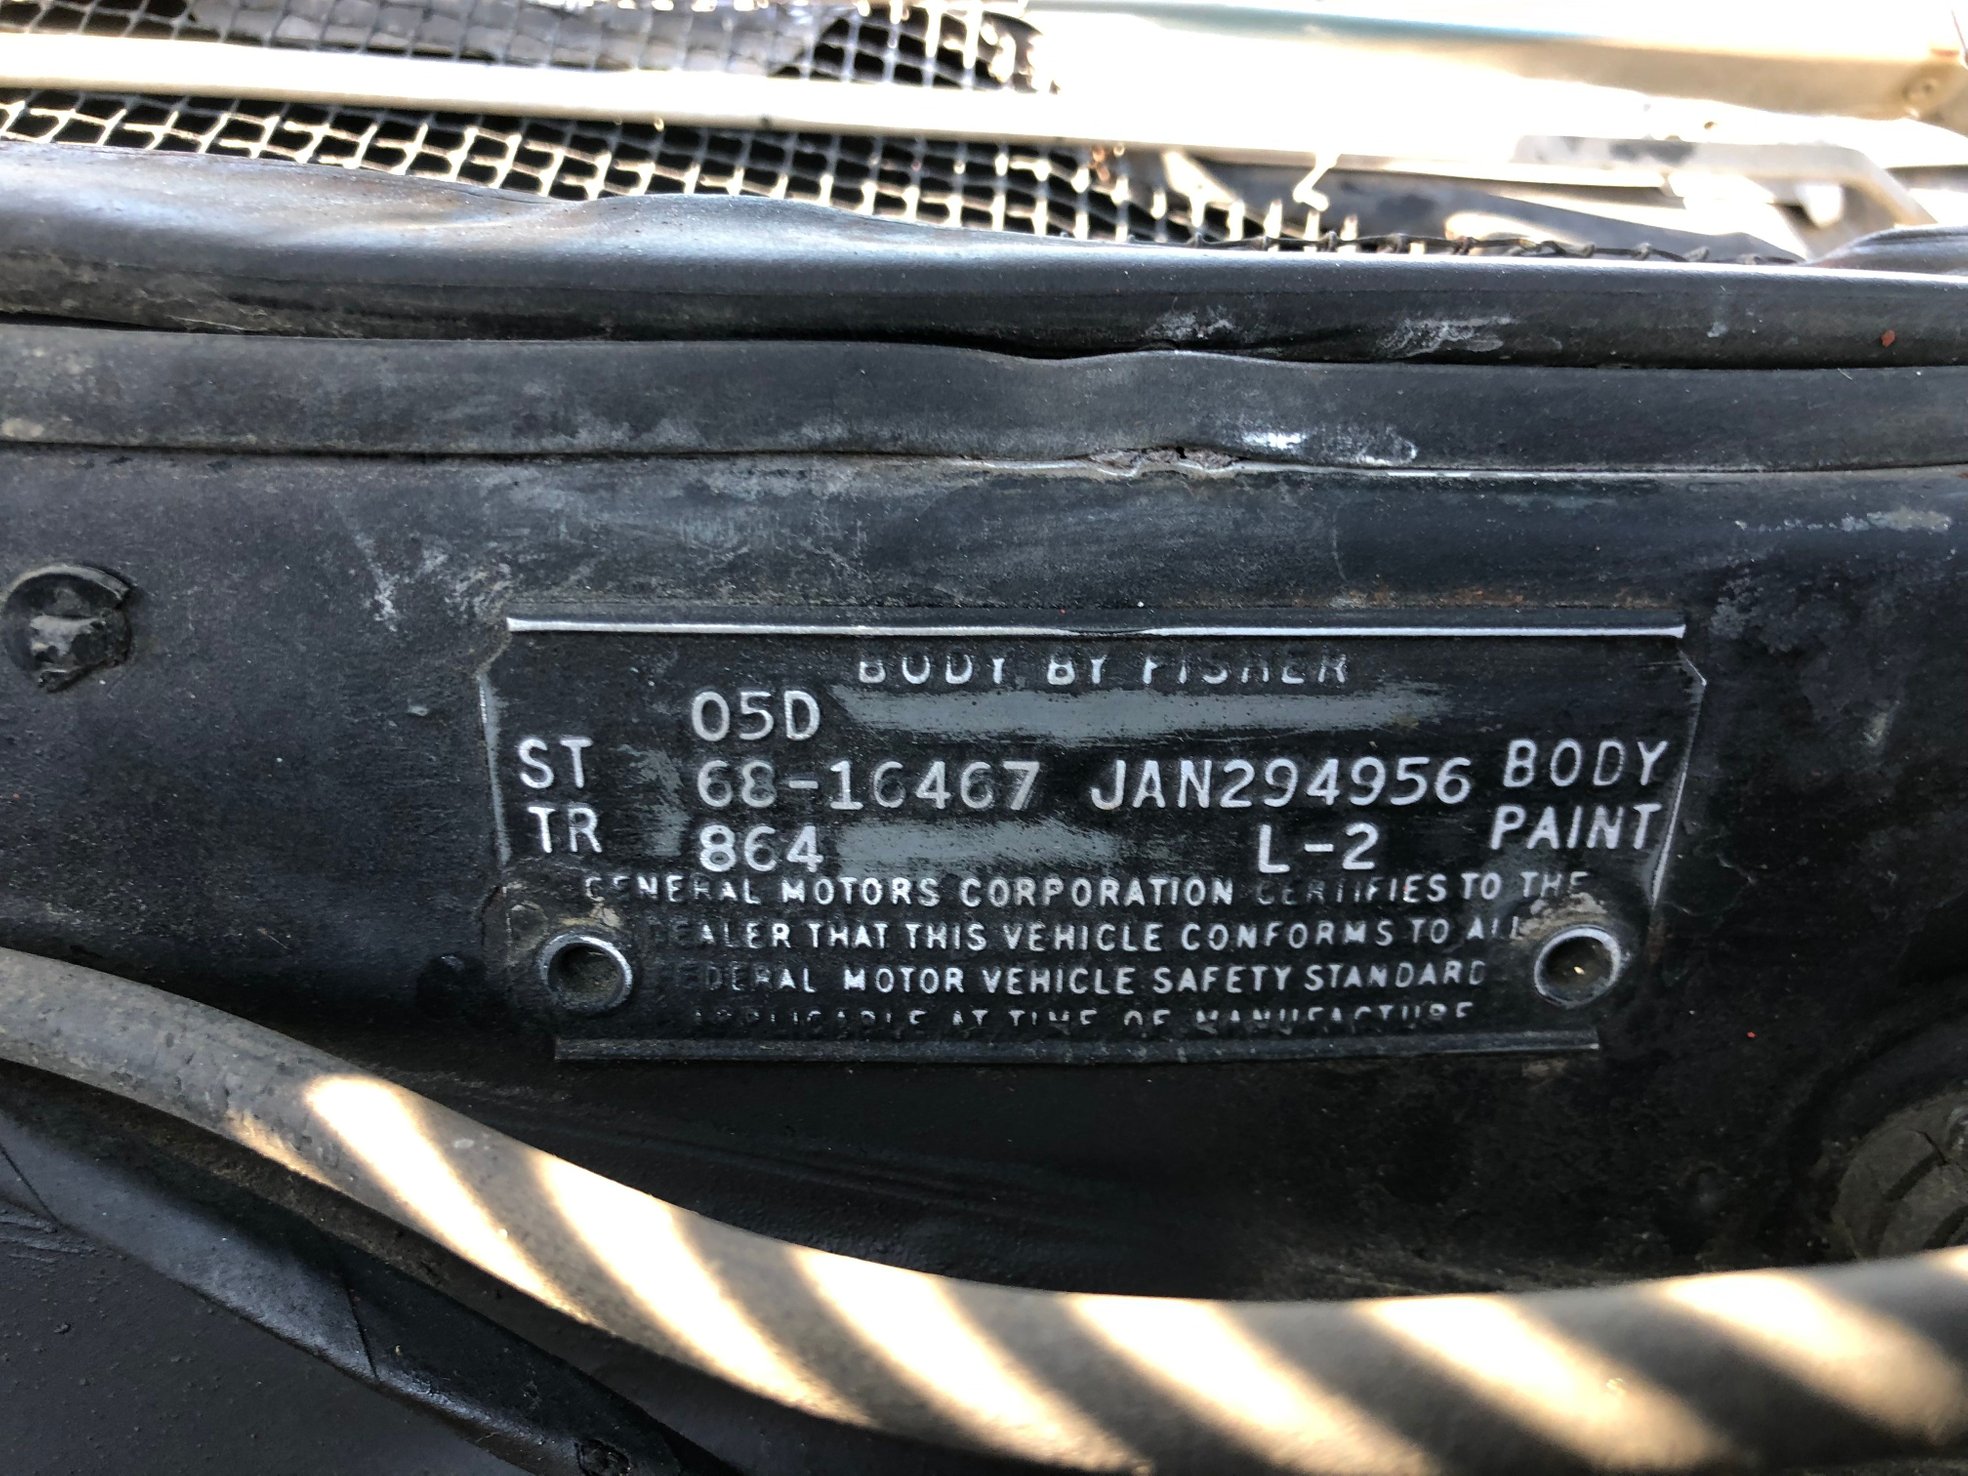 BODY BY FISHER
05D
ST 68-16467 JAN294956 BODY
TR 864 L-2 PAINT
GENERAL MOTORS CORPORATION CERTIFIES TO THE
DEALER THAT THIS VEHICLE CONFORMS TO ALL
FEDERAL MOTOR VEHICLE SAFETY STANDARD
APPLICABLE AT TIME OF MANUFACTURE